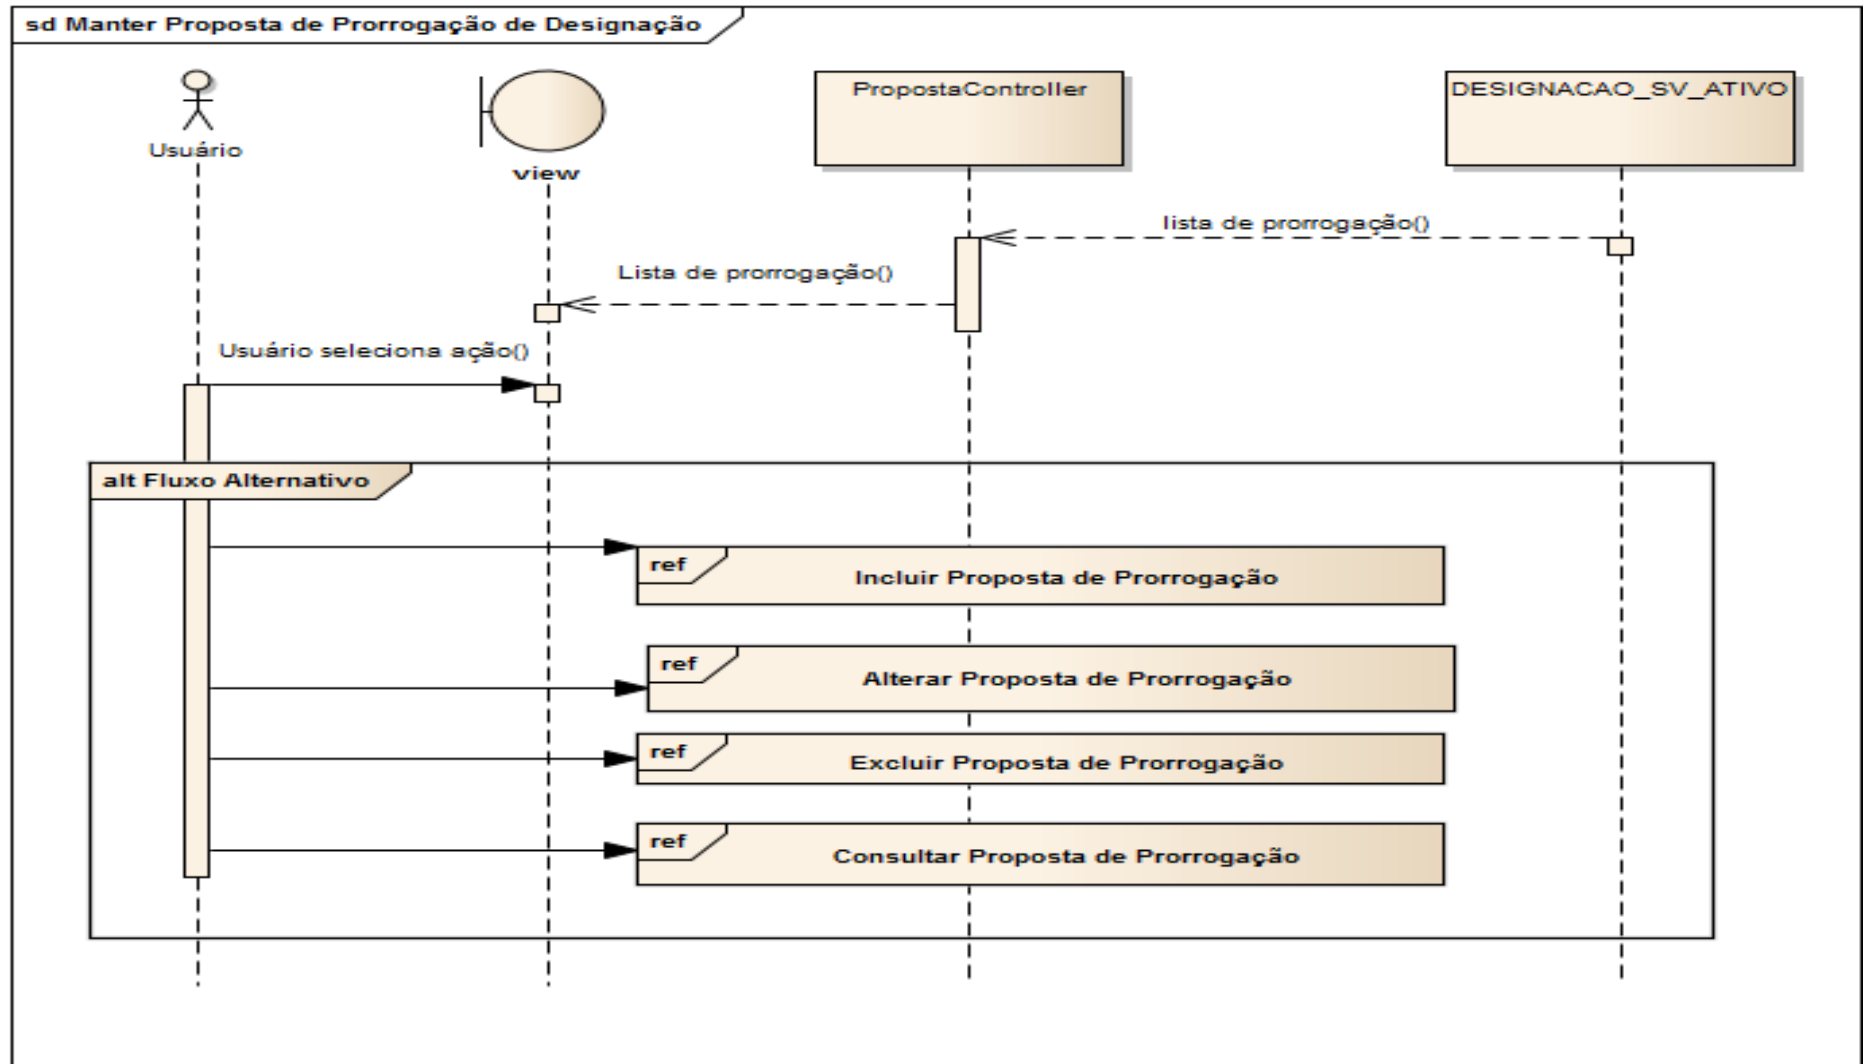 sd Manter Proposta de Prorrogação de Designação
Usuário
view
PropostaController
DESIGNACAO_SV_ATIVO
lista de prorrogação()
Lista de prorrogação()
Usuário seleciona ação()
alt Fluxo Alternativo
ref
Incluir Proposta de Prorrogação
ref
Alterar Proposta de Prorrogação
ref
Excluir Proposta de Prorrogação
ref
Consultar Proposta de Prorrogação